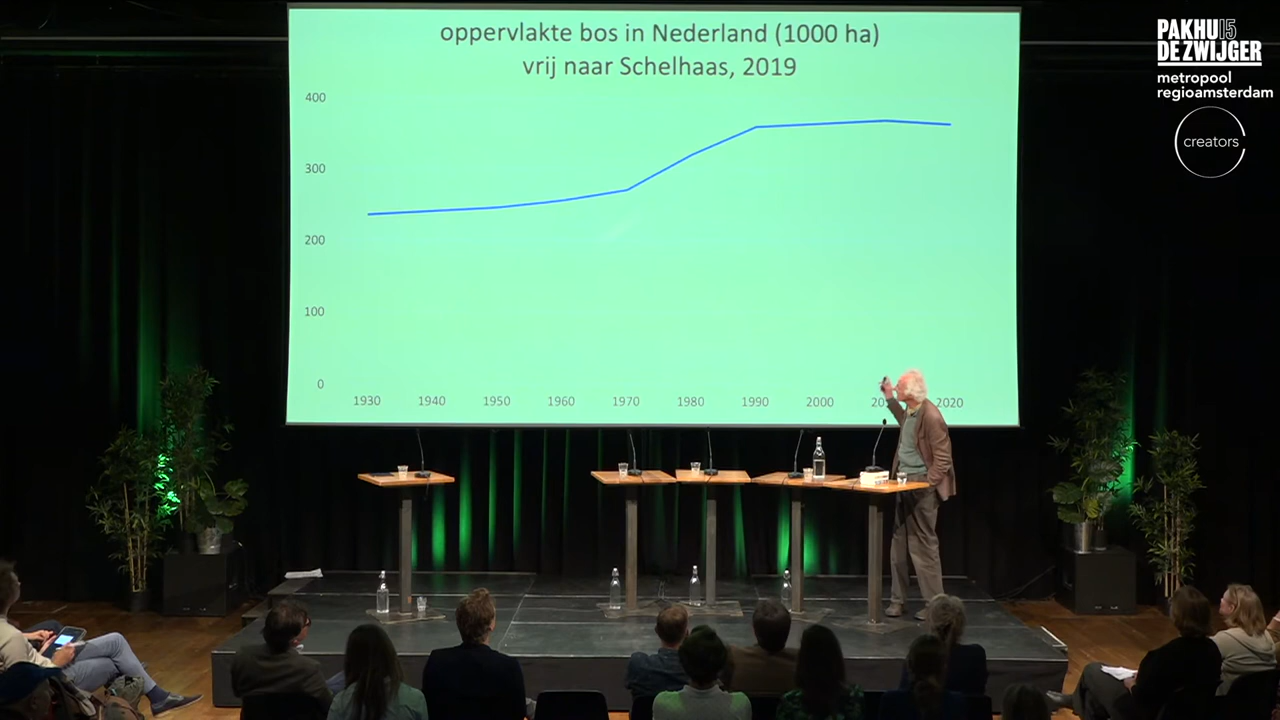 oppervlakte bos in Nederland (1000 ha)
vrij naar Schelhaas, 2019
400
300
200
100
0
1930 1940 1950 1960 1970 1980 1990 2000 2020
PAKHU15
DE ZWIJGER
metropool
regioamsterdam
creators